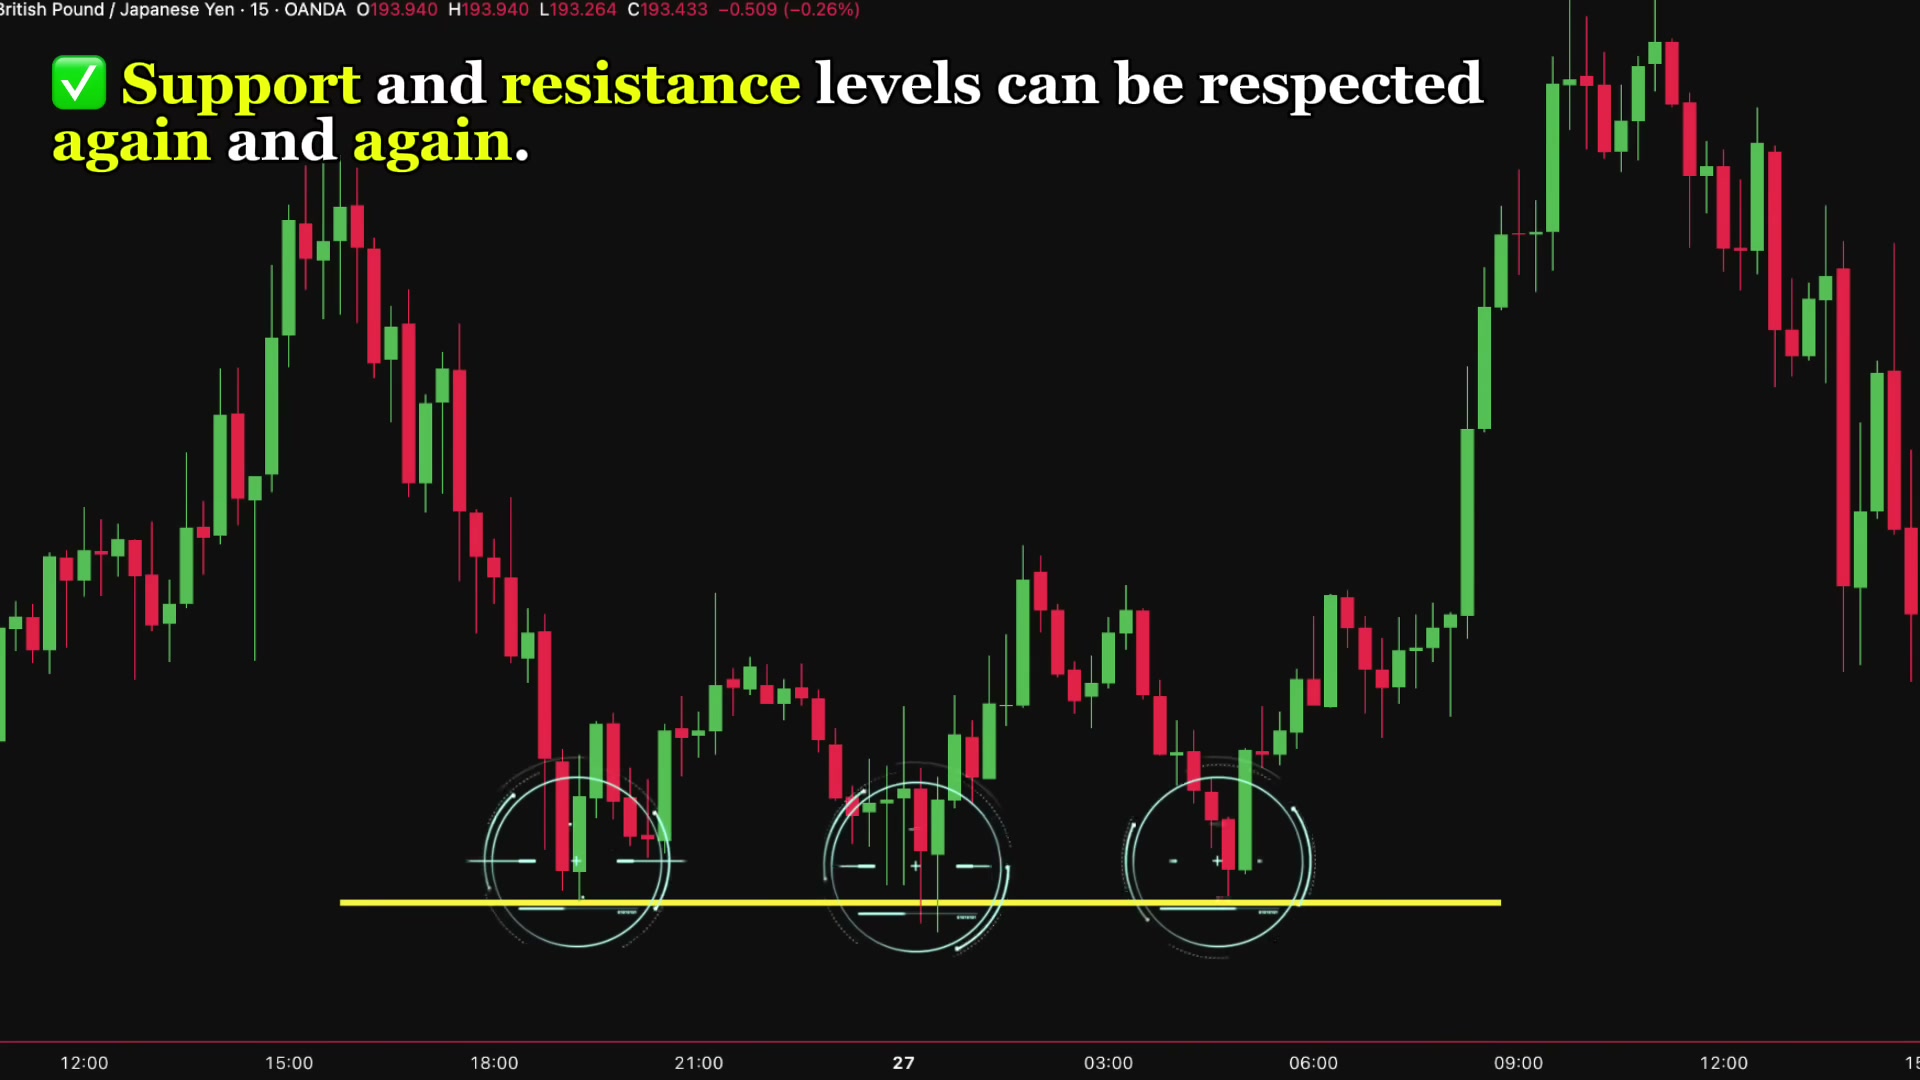 British Pound / Japanese Yen · 15 · OANDA O193.940 H193.940 L193.264 C193.433 −0.509 (−0.26%)
✅ Support and resistance levels can be respected
again and again.
12:00 15:00 18:00 21:00 27 03:00 06:00 09:00 12:00